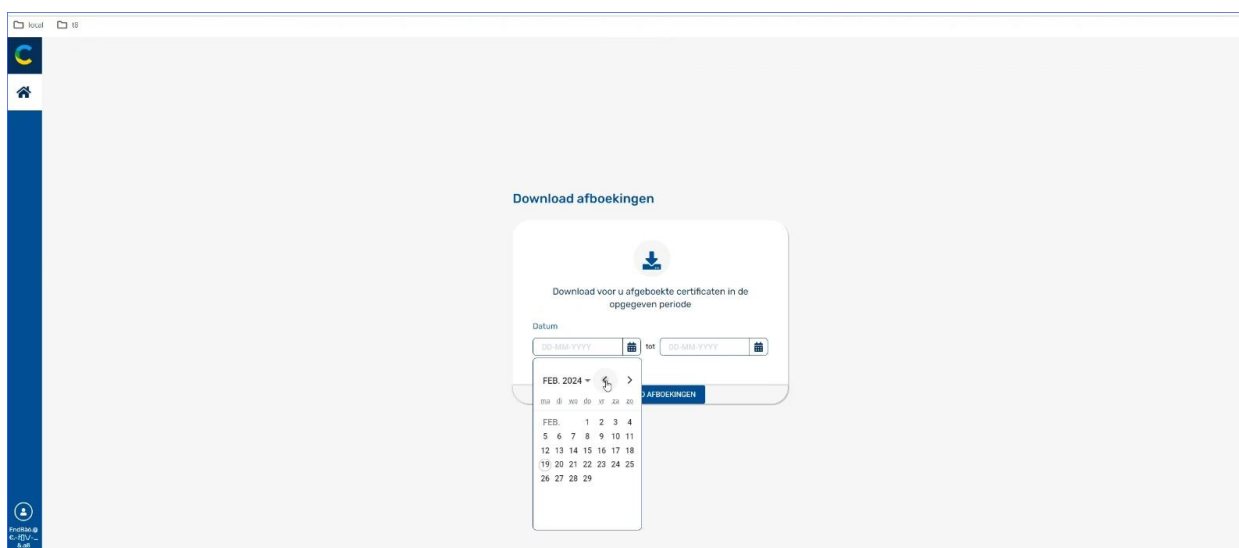 local t8
Download afboekingen
Download voor u afgeboekte certificaten in de
opgegeven periode
Datum
DD-MM-YYYY tot DD-MM-YYYY
FEB. 2024
AFBOEKINGEN
ma di wo do vr za zo
FEB. 1 2 3 4
5 6 7 8 9 10 11
12 13 14 15 16 17 18
19 20 21 22 23 24 25
26 27 28 29